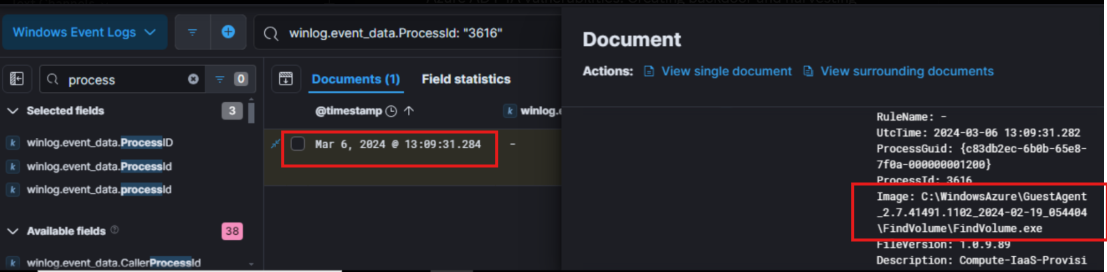 Windows Event Logs
winlog.event_data.ProcessId: "3616"
process
0
Documents (1)
Field statistics
Selected fields
3
@timestamp
winlog.e
winlog.event_data.ProcessID
winlog.event_data.ProcessId
winlog.event_data.processId
Mar 6, 2024 @ 13:09:31.284
-
Available fields
38
winlog.event_data.CallerProcessId
Document
Actions:
View single document
View surrounding documents
RuleName: -
UtcTime: 2024-03-06 13:09:31.282
ProcessGuid: {c83db2ec-6b0b-65e8-
7f0a-000000001200}
ProcessId: 3616
Image: C:\WindowsAzure\GuestAgent
_2.7.41491.1102_2024-02-19_054404
\FindVolume\FindVolume.exe
FileVersion: 1.0.9.89
Description: Compute-IaaS-Provisi